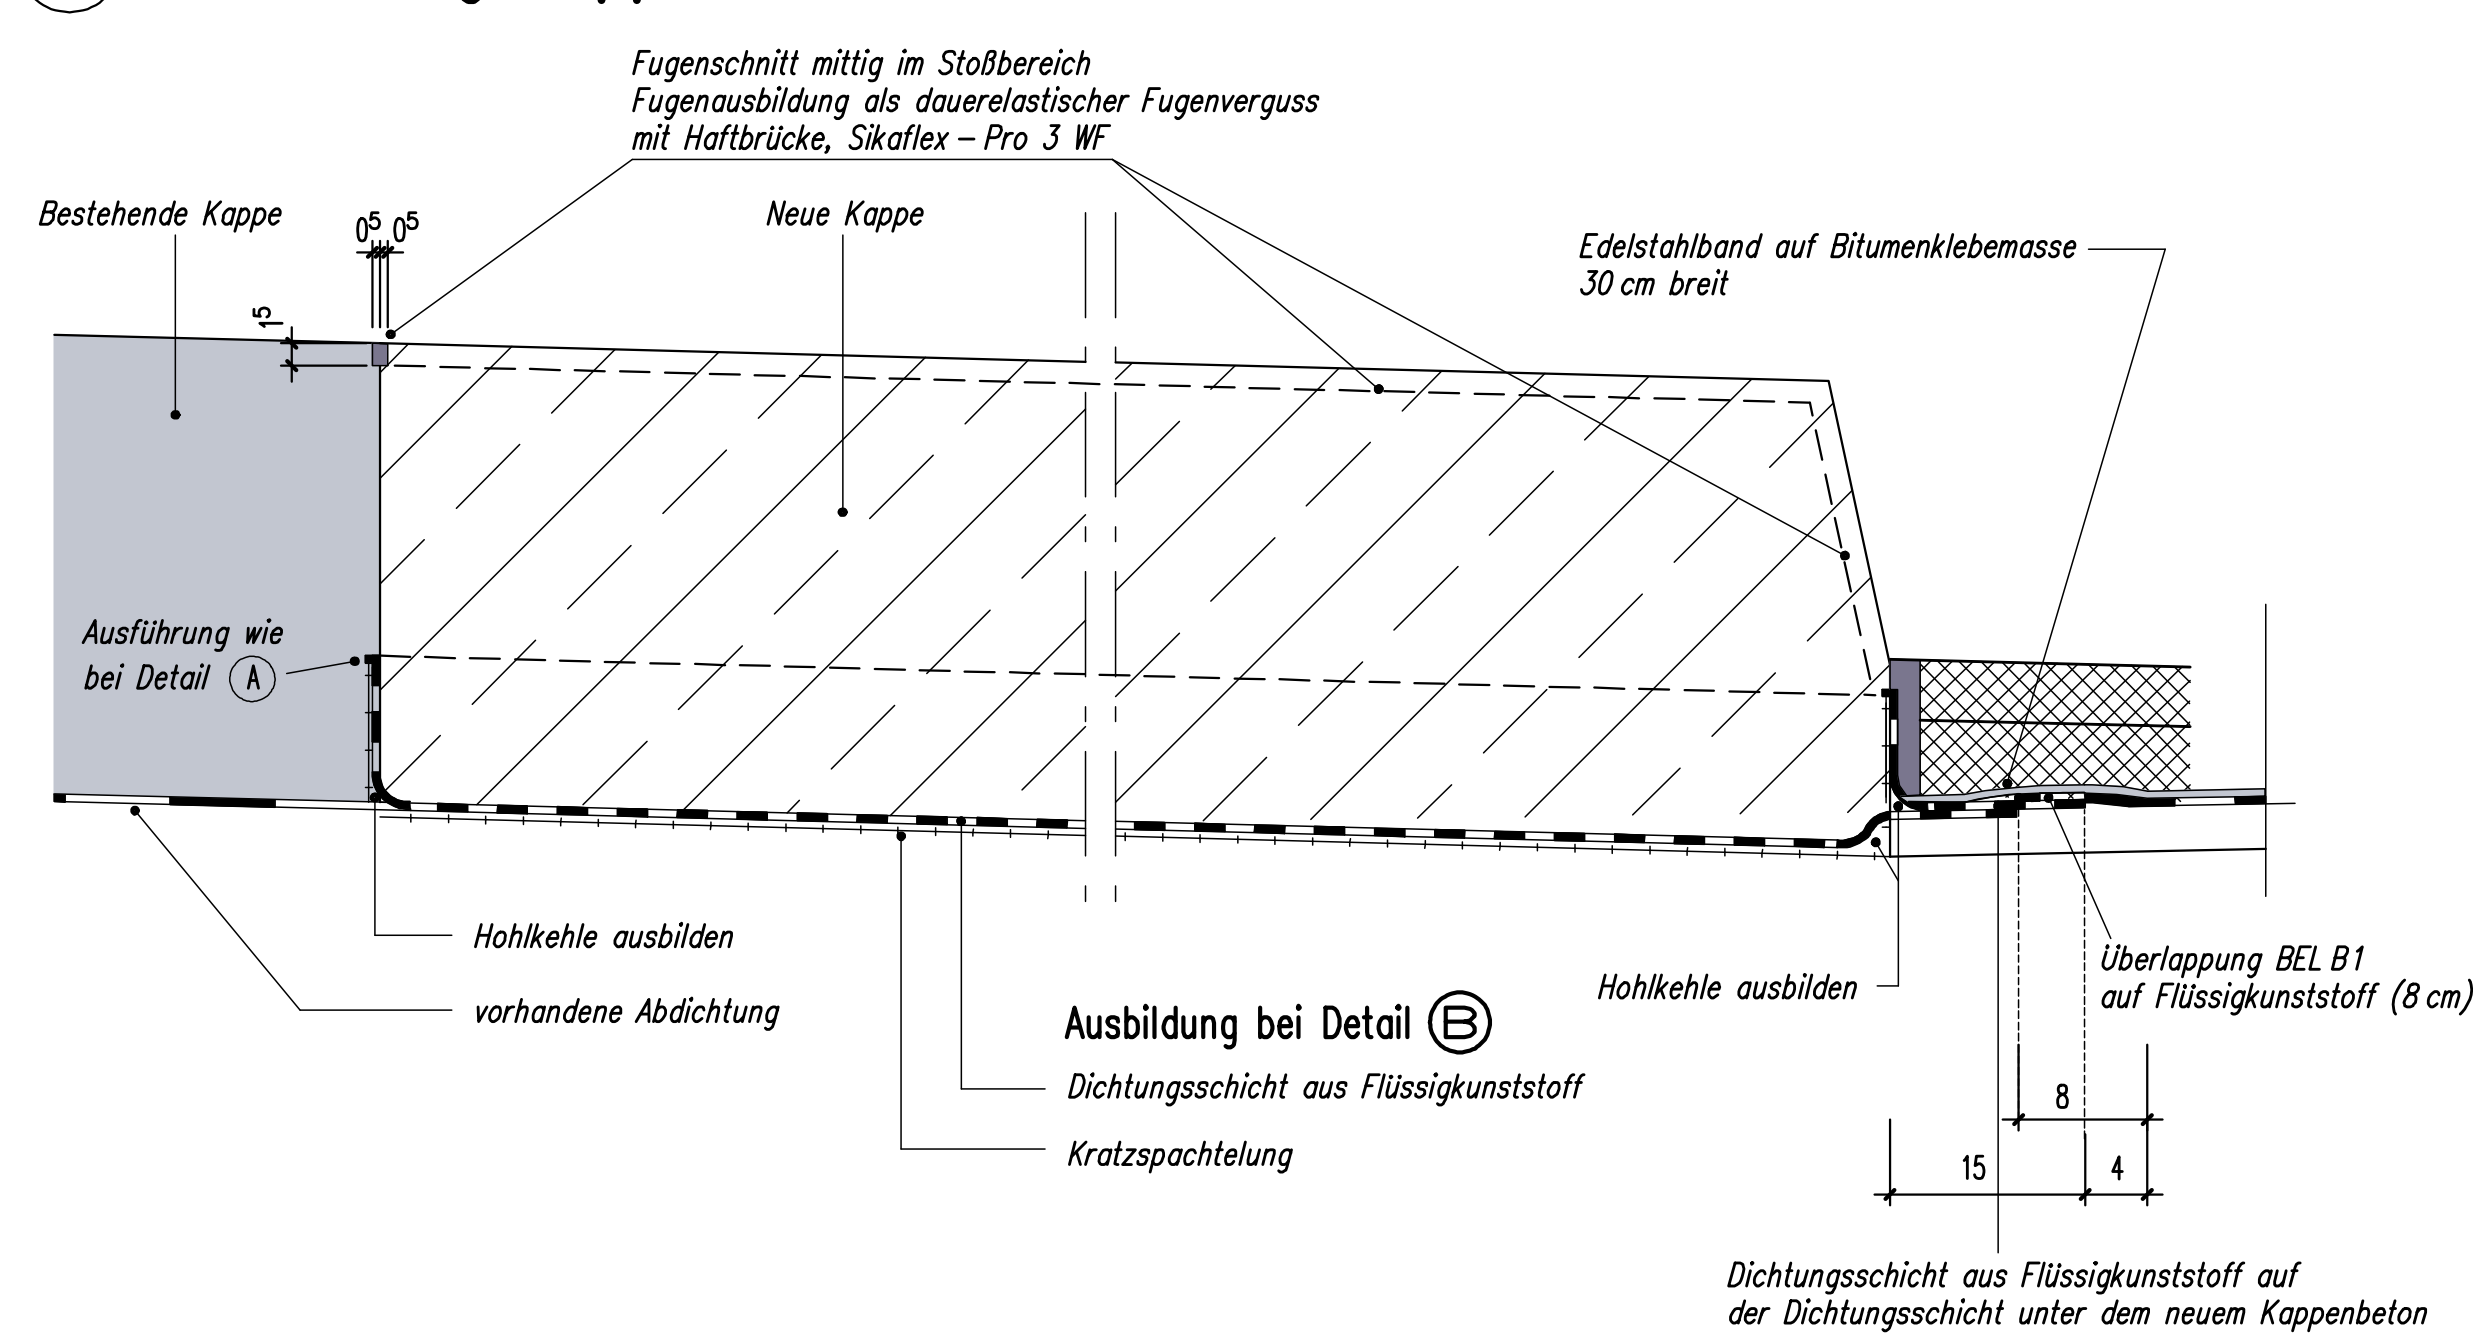 Fugenschnitt mittig im Stoßbereich
Fugenausbildung als dauerelastischer Fugenverguss
mit Haftbrücke, Sikaflex – Pro 3 WF
Bestehende Kappe
0⁵ 0⁵
Neue Kappe
Edelstahlband auf Bitumenklebemasse
30 cm breit
1⁵
Ausführung wie
bei Detail A
Hohlkehle ausbilden
vorhandene Abdichtung
Überlappung BEL B1
auf Flüssigkunststoff (8 cm)
Hohlkehle ausbilden
Ausbildung bei Detail B
Dichtungsschicht aus Flüssigkunststoff
Kratzspachtelung
8
15
4
Dichtungsschicht aus Flüssigkunststoff auf
der Dichtungsschicht unter dem neuem Kappenbeton